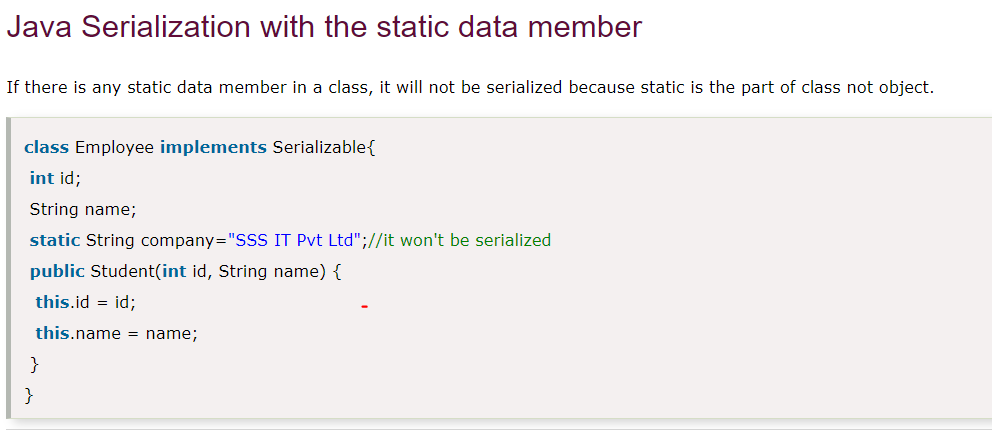 Java Serialization with the static data member
If there is any static data member in a class, it will not be serialized because static is the part of class not object.
class Employee implements Serializable{
int id;
String name;
static String company="SSS IT Pvt Ltd";//it won't be serialized
public Student(int id, String name) {
this.id = id;
this.name = name;
}
}